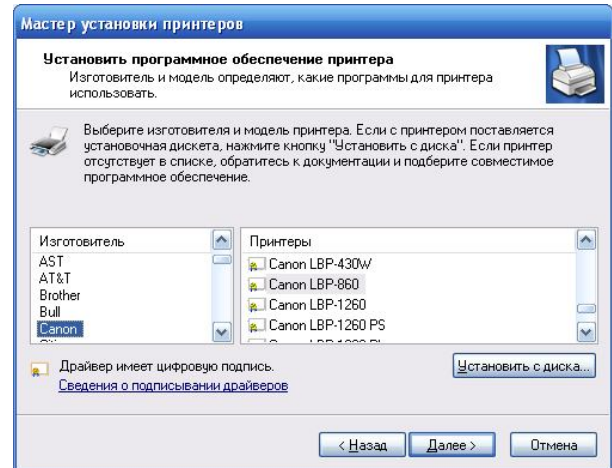 Мастер установки принтеров
Установить программное обеспечение принтера
Изготовитель и модель определяют, какие программы для принтера
использовать.
Выберите изготовителя и модель принтера. Если с принтером поставляется
установочная дискета, нажмите кнопку "Установить с диска". Если принтер
отсутствует в списке, обратитесь к документации и подберите совместимое
программное обеспечение.
Изготовитель
AST
AT&T
Brother
Bull
Canon
Принтеры
Canon LBP-430W
Canon LBP-860
Canon LBP-1260
Canon LBP-1260 PS
Драйвер имеет цифровую подпись.
Сведения о подписывании драйверов
Установить с диска...
< Назад
Далее >
Отмена